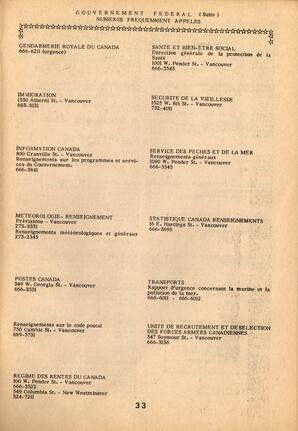 GOUVERNEMENT FEDERAL (Suite)
NUMEROS FREQUEMMENT APPELES
GENDARMERIE ROYALE DU CANADA
666-6211 (urgence)
IMMIGRATION
1550 Alberni St. - Vancouver
683-8131
INFORMATION CANADA
800 Granville St. - Vancouver
Renseignements sur les programmes et servi-
ces du Gouvernement.
666-3841
METEOROLOGIE- RENSEIGNEMENT
Prévisions - Vancouver
273-8331
Renseignements météorologiques et généraux
273-2345
POSTES CANADA
349 W. Georgia St. - Vancouver
666-3531
Renseignements sur le code postal
750 Cambie St. - Vancouver
689-5731
REGIME DES RENTES DU CANADA
100 W. Pender St. - Vancouver
666-3522
549 Columbia St. - New Westminster
524-7211
SANTE ET BIEN-ETRE SOCIAL
Direction générale de la protection de la
Santé
1001 W. Pender St. - Vancouver
666-3545
SECURITE DE LA VIEILLESSE
1525 W. 8th St. - Vancouver
732-4191
SERVICE DES PECHES ET DE LA MER
Renseignements généraux
1090 W. Pender St. - Vancouver
666-3545
STATISTIQUE CANADA RENSEIGNEMENTS
16 E. Hastings St. - Vancouver
666-3695
TRANSPORTS
Rapport d'urgence concernant la marine et la
pollution de la mer.
666-6011 - 666-6012
UNITE DE RECRUTEMENT ET DE SELECTION
DES FORCES ARMEES CANADIENNES
547 Seymour St. - Vancouver
666-3136
33